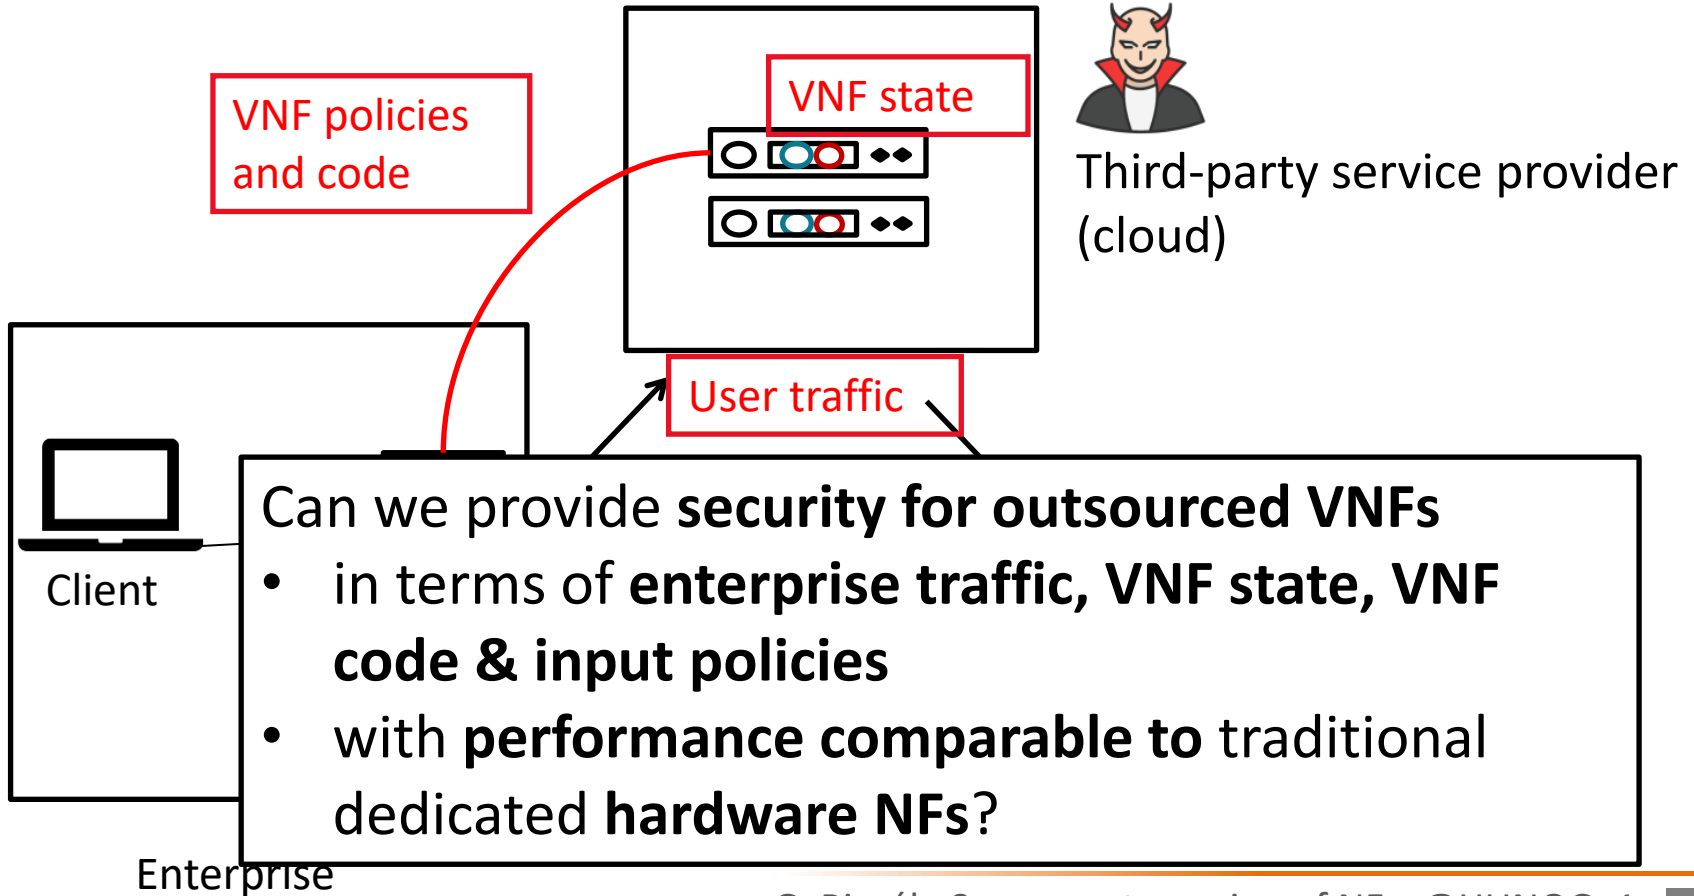 VNF policies
and code
VNF state
Third-party service provider
(cloud)
User traffic
Client
Can we provide security for outsourced VNFs
• in terms of enterprise traffic, VNF state, VNF
code & input policies
• with performance comparable to traditional
dedicated hardware NFs?
Enterprise